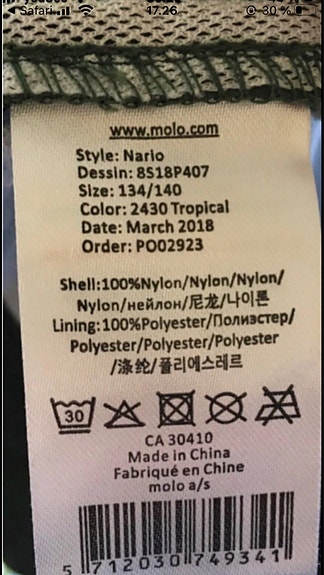 Safari 17.26 30 %
www.molo.com
Style: Nario
Dessin: 8S18P407
Size: 134/140
Color: 2430 Tropical
Date: March 2018
Order: PO02923
Shell:100%Nylon/Nylon/Nylon/
Nylon/нейлон/尼龙/나이론
Lining:100%Polyester/Полиэстер/
Polyester/Polyester/Polyester
/涤纶/폴리에스레르
30
CA 30410
Made in China
Fabriqué en Chine
molo a/s
5 712030 749341